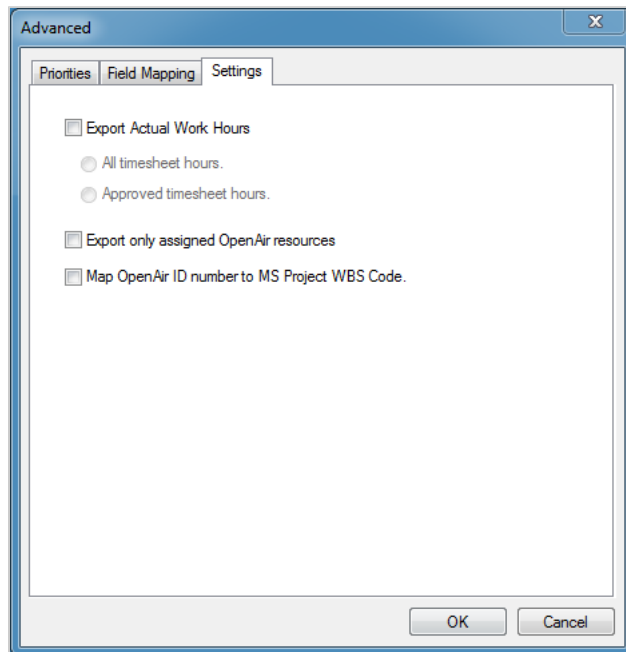 Advanced
Priorities Field Mapping Settings
Export Actual Work Hours
All timesheet hours.
Approved timesheet hours.
Export only assigned OpenAir resources
Map OpenAir ID number to MS Project WBS Code.
OK Cancel